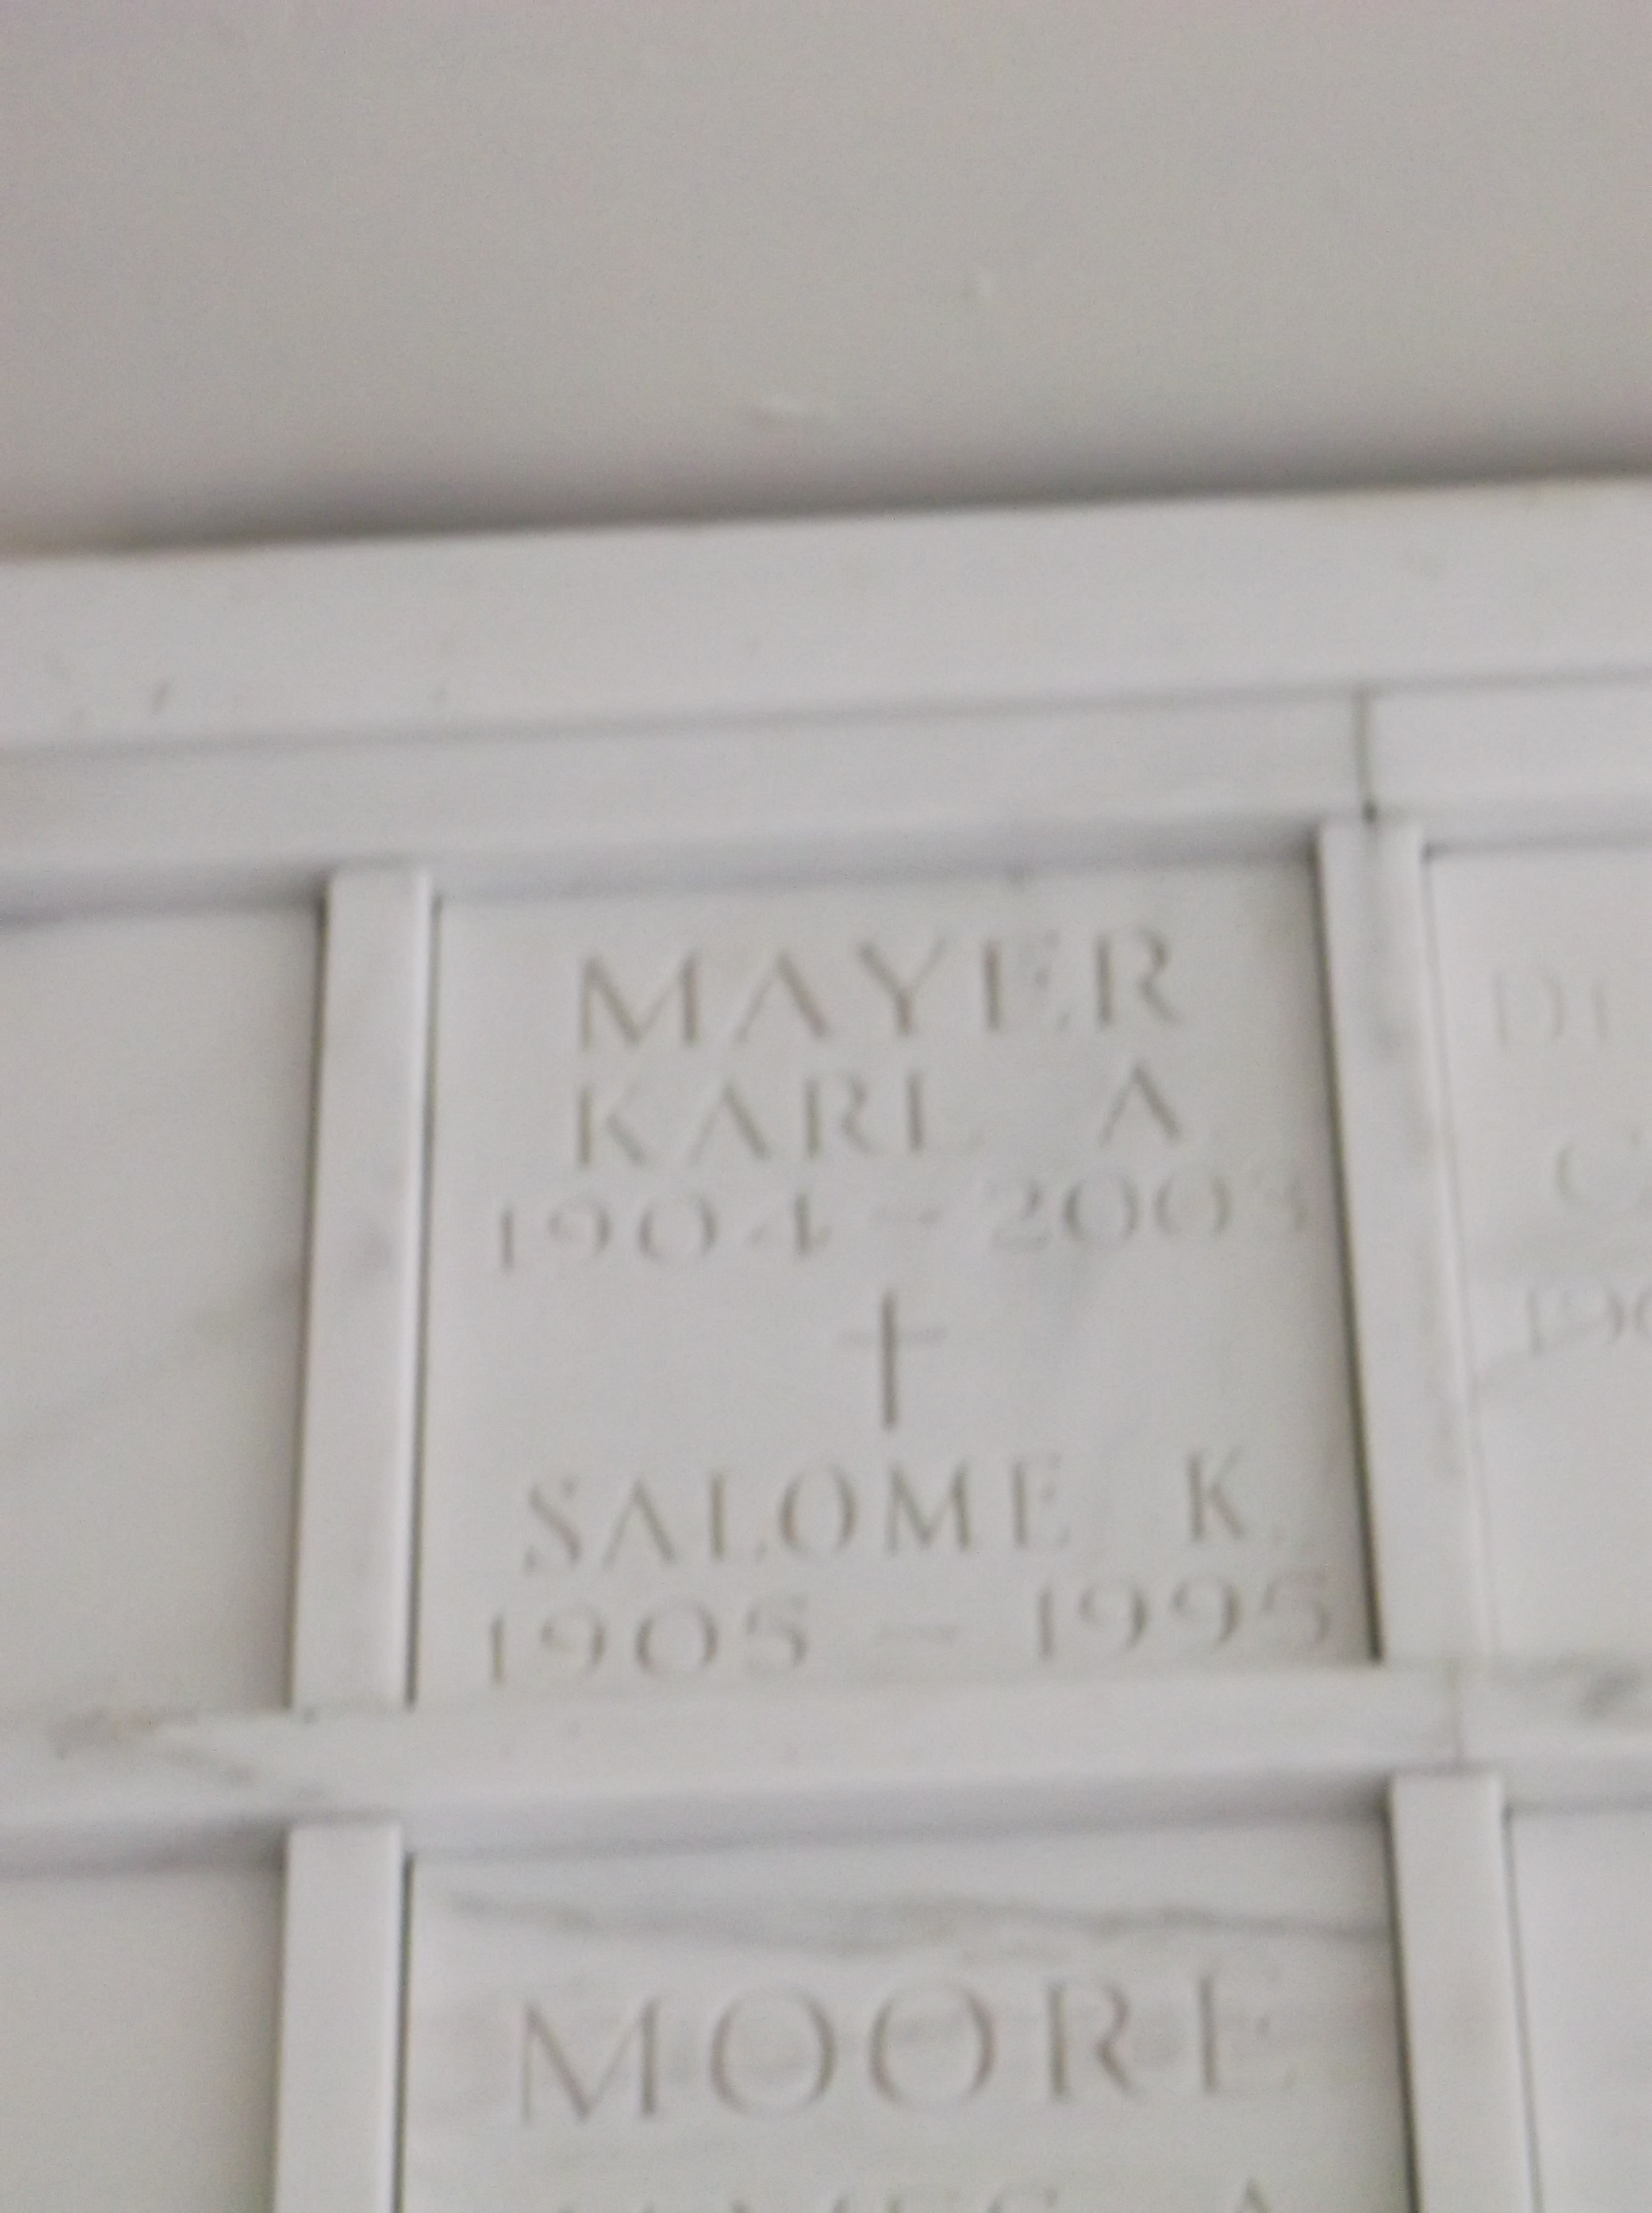 MAYER
KARL A.
1904 ~ 2003
SALOME K.
1905 ~ 1995
MOORE